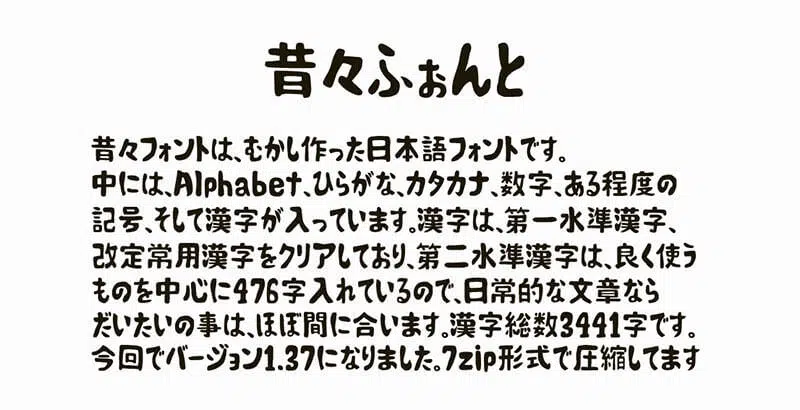 昔々ふぉんと
昔々フォントは、むかし作った日本語フォントです。
中には、Alphabet、ひらがな、カタカナ、数字、ある程度の
記号、そして漢字が入っています。漢字は、第一水準漢字、
改定常用漢字をクリアしており、第二水準漢字は、良く使う
ものを中心に476字入れているので、日常的な文章なら
だいたいの事は、ほぼ間に合います。漢字総数3441字です。
今回でバージョン1.37になりました。7zip形式で圧縮してます